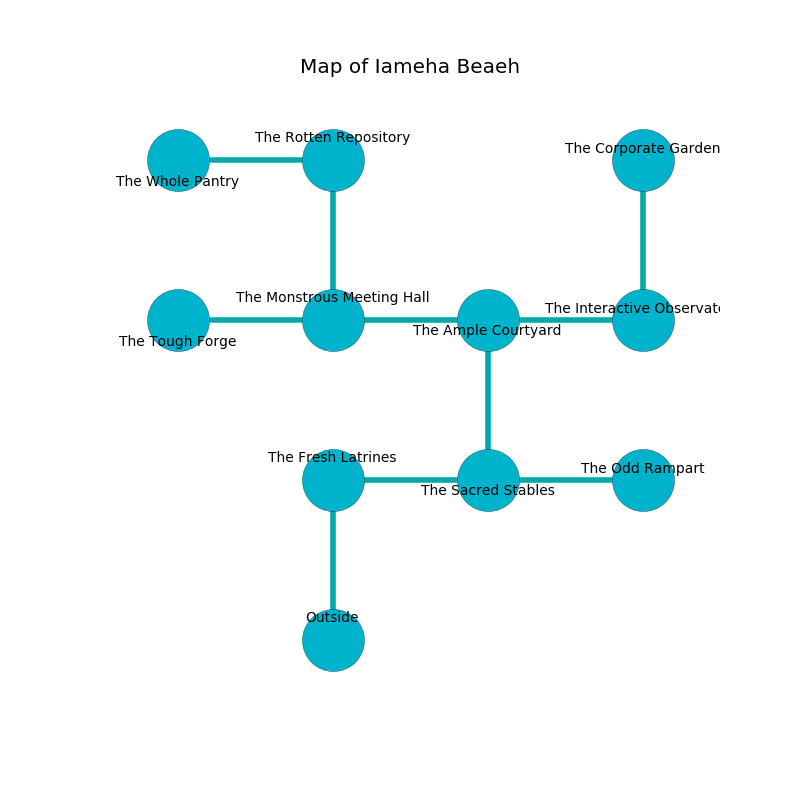 Map of Iameha Beaeh
The Rotten Repository
The Corporate Garden
The Whole Pantry
The Monstrous Meeting Hall
The Interactive Observat
The Ample Courtyard
The Tough Forge
The Fresh Latrines
The Odd Rampart
The Sacred Stables
Outside